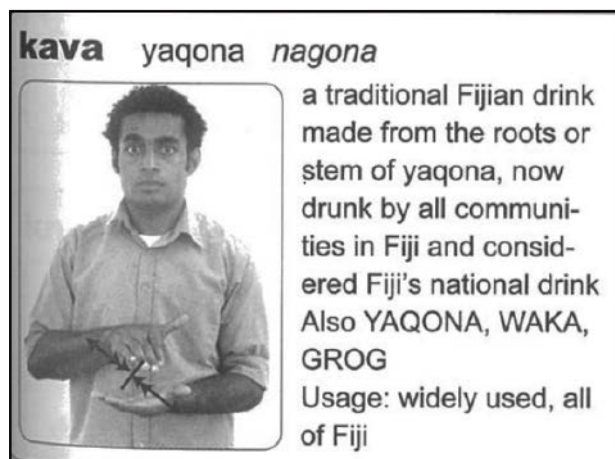 kava yaqona nagona
a traditional Fijian drink
made from the roots or
stem of yaqona, now
drunk by all communi-
ties in Fiji and consid-
ered Fiji's national drink
Also YAQONA, WAKA,
GROG
Usage: widely used, all
of Fiji